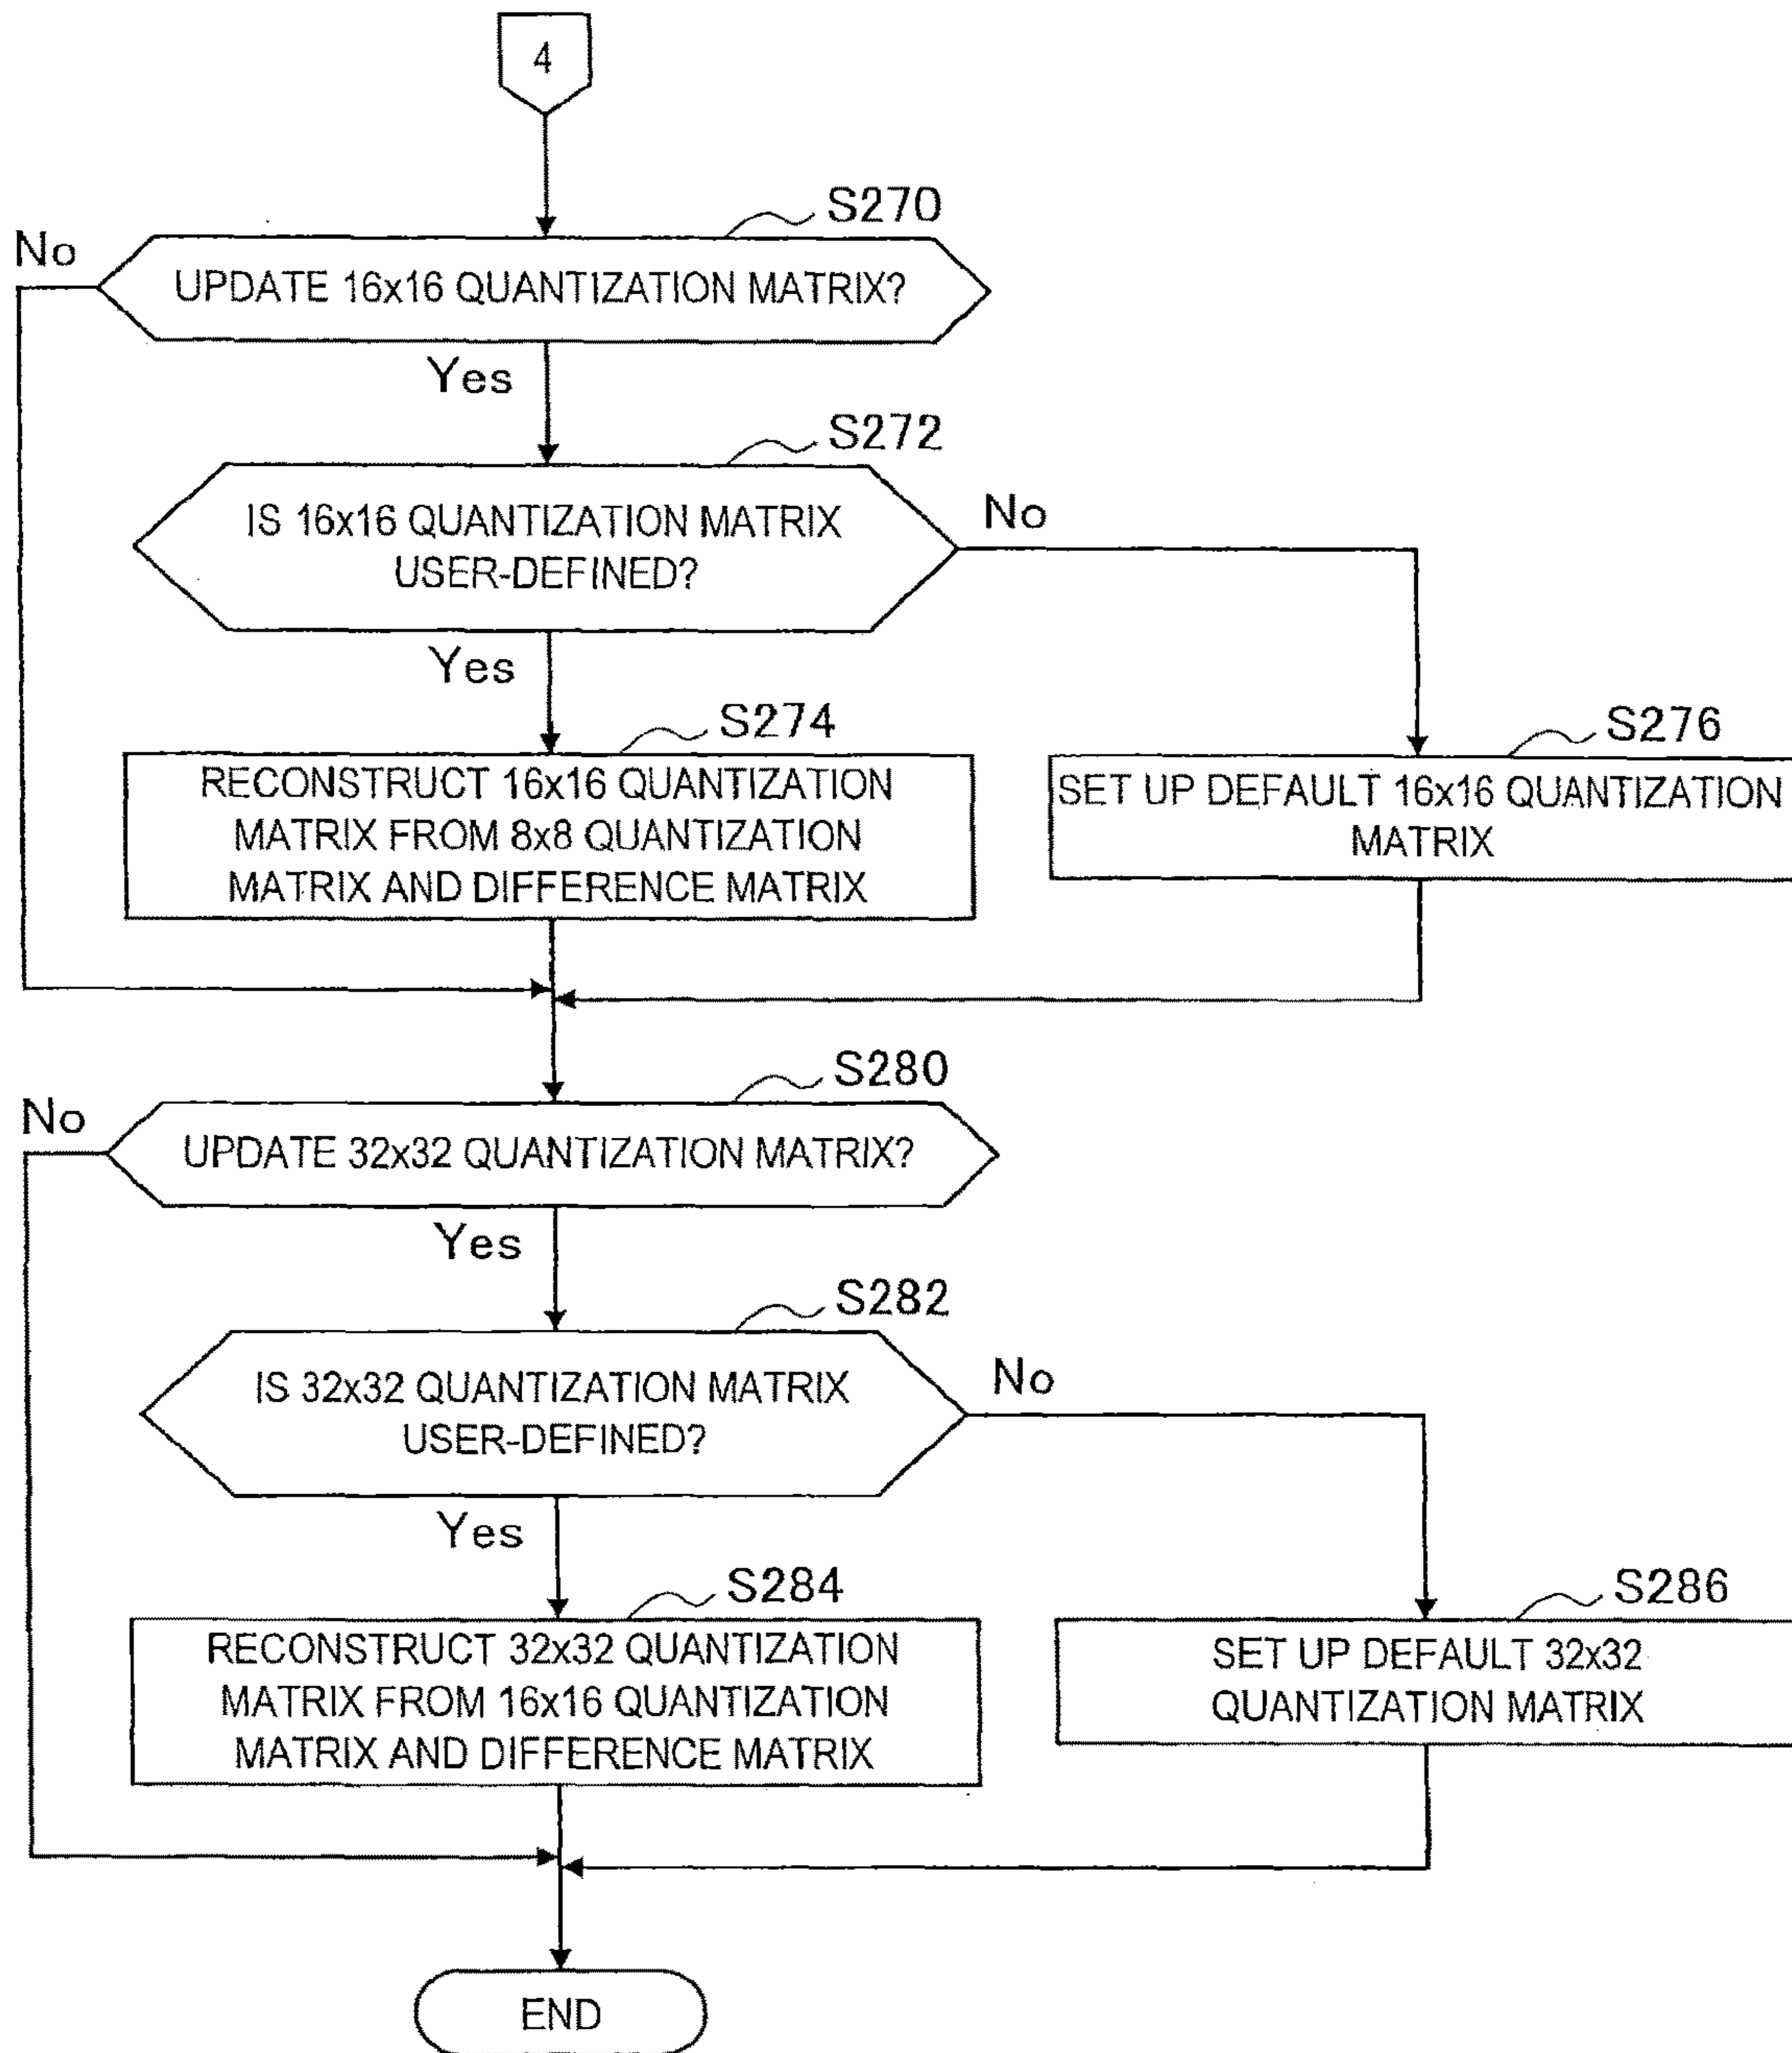 4
S270
No
UPDATE 16x16 QUANTIZATION MATRIX?
Yes
S272
IS 16x16 QUANTIZATION MATRIX
USER-DEFINED?
No
Yes
S274
RECONSTRUCT 16x16 QUANTIZATION
MATRIX FROM 8x8 QUANTIZATION
MATRIX AND DIFFERENCE MATRIX
S276
SET UP DEFAULT 16x16 QUANTIZATION
MATRIX
S280
No
UPDATE 32x32 QUANTIZATION MATRIX?
Yes
S282
IS 32x32 QUANTIZATION MATRIX
USER-DEFINED?
No
Yes
S284
RECONSTRUCT 32x32 QUANTIZATION
MATRIX FROM 16x16 QUANTIZATION
MATRIX AND DIFFERENCE MATRIX
S286
SET UP DEFAULT 32x32
QUANTIZATION MATRIX
END